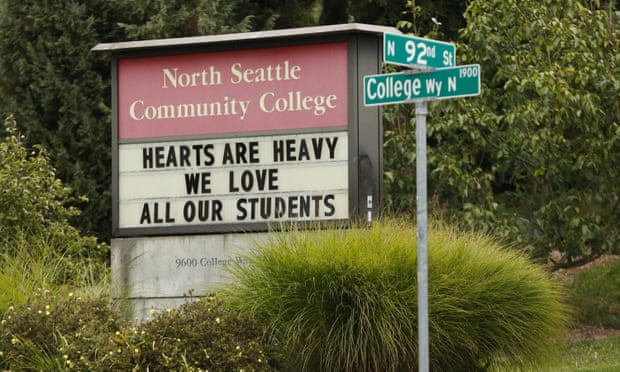 North Seattle
Community College
HEARTS ARE HEAVY
WE LOVE
ALL OUR STUDENTS
9600 College Wa
N 92nd St
College Wy N 1900